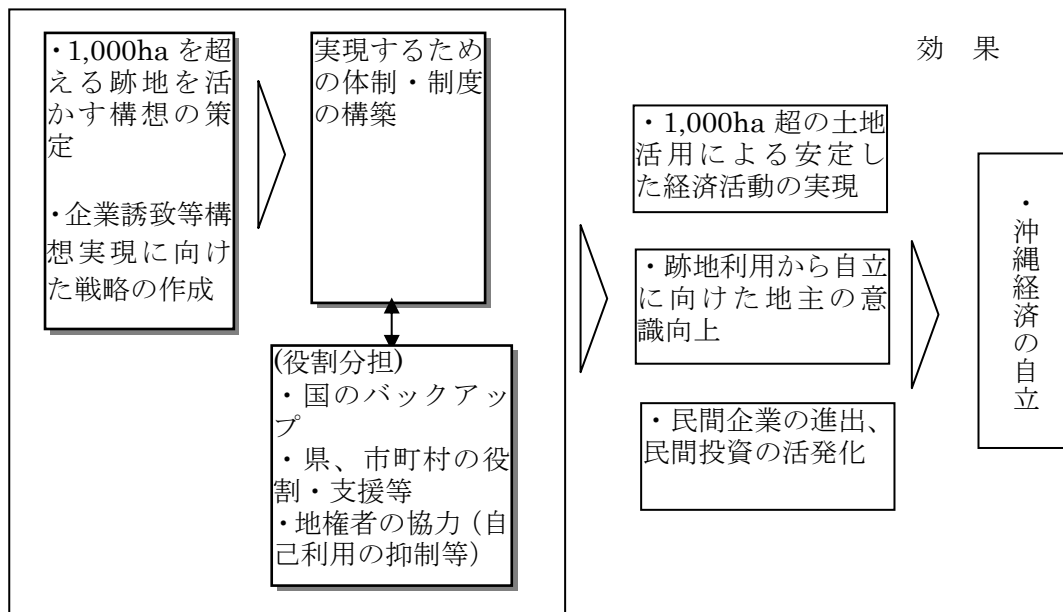 ・1,000ha を超
える跡地を活
かす構想の策
定
・企業誘致等構
想実現に向け
た戦略の作成
実現するため
の体制・制度
の構築
(役割分担)
・国のバックアッ
プ
・県、市町村の役
割・支援等
・地権者の協力（自
己利用の抑制等）
効　果
・1,000ha 超の土地
活用による安定し
た経済活動の実現
・跡地利用から自立
に向けた地主の意
識向上
・民間企業の進出、
民間投資の活発化
・沖縄経済の自立